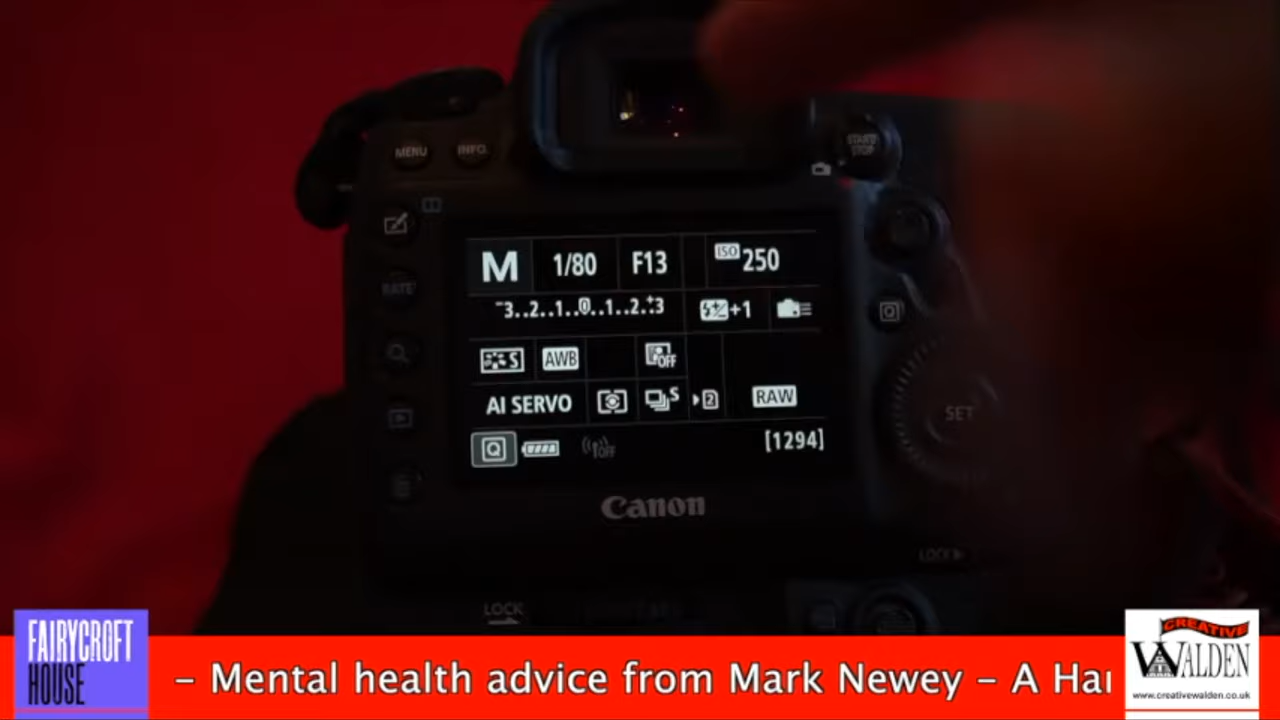 MENU INFO.
START/
STOP
RATE
M 1/80 F13 ISO 250
-3..2..1..0..1..2..+3 +1
S AWB OFF
AI SERVO S 2 RAW
SET
Q OFF [1294]
Q
Canon
LOCK
LOCK
FAIRYCROFT
HOUSE
– Mental health advice from Mark Newey – A Ha
CREATIVE
WALDEN
www.creativewalden.co.uk